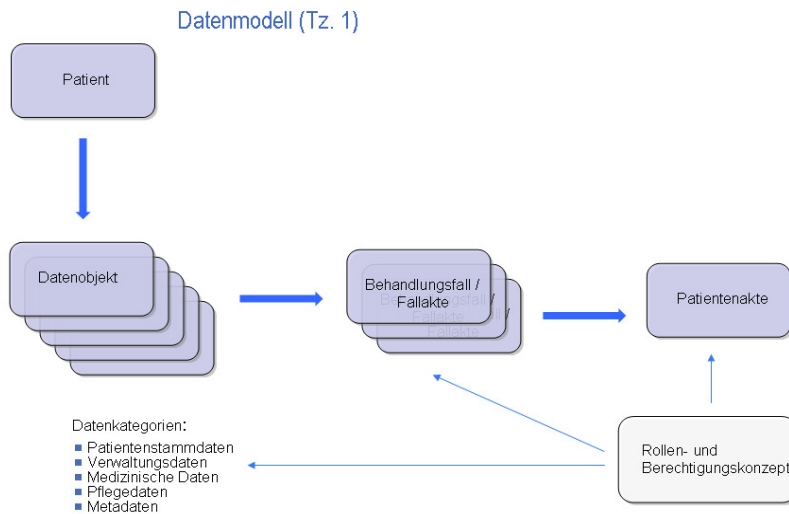 Datenmodell (Tz. 1)
Patient
Datenobjekt
Behandlungsfall /
Fallakte
Patientenakte
Datenkategorien:
Patientenstammdaten
Verwaltungsdaten
Medizinische Daten
Pflegedaten
Metadaten
Rollen- und
Berechtigungskonzept